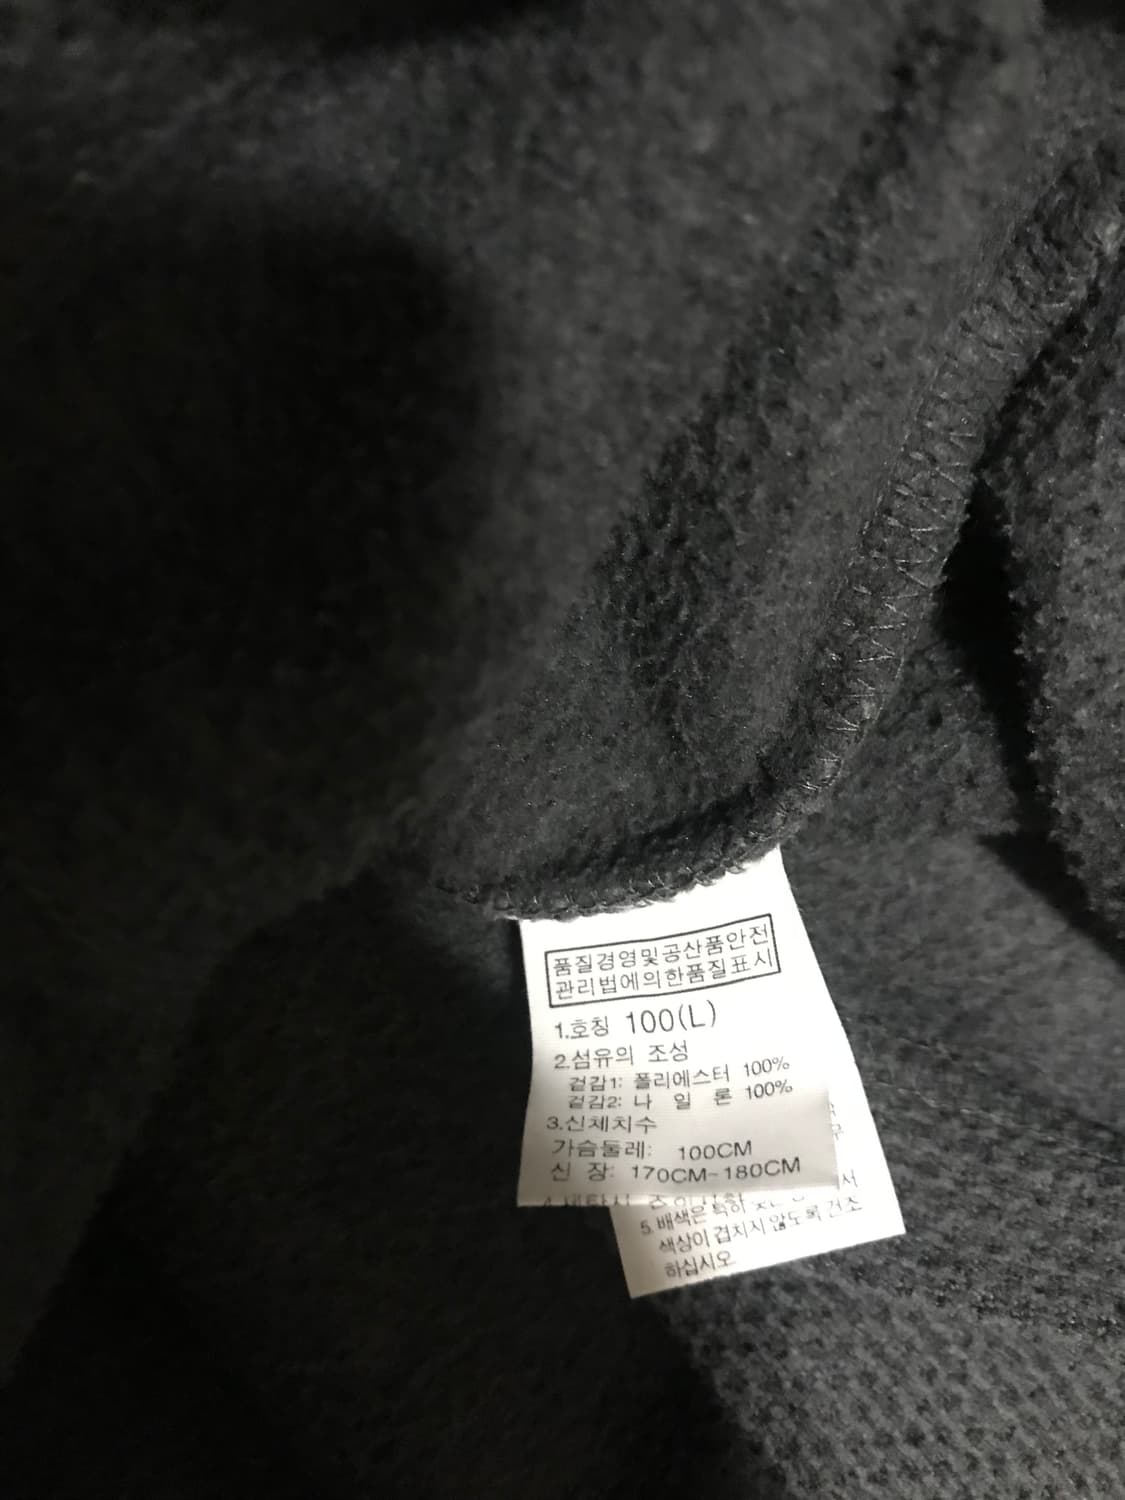 품질경영및공산품안전
관리법에의한품질표시
1.호칭 100(L)
2.섬유의 조성
겉감1: 폴리에스터 100%
겉감2: 나 일 론 100%
3.신체치수
가슴둘레: 100CM
신 장: 170CM~180CM
5.배색은 특히
색상이 겹치지 않도록 건조
하십시오